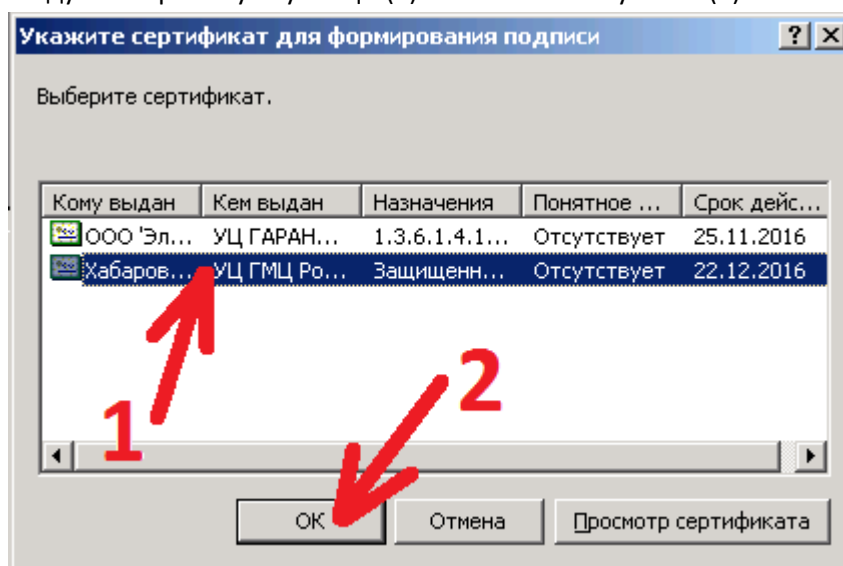 Укажите сертификат для формирования подписи
Выберите сертификат.
Кому выдан Кем выдан Назначения Понятное ... Срок дейс...
ООО 'Эл... УЦ ГАРАН... 1.3.6.1.4.1... Отсутствует 25.11.2016
Хабаров... УЦ ГМЦ Ро... Защищенн... Отсутствует 22.12.2016
1
2
ОК Отмена Просмотр сертификата